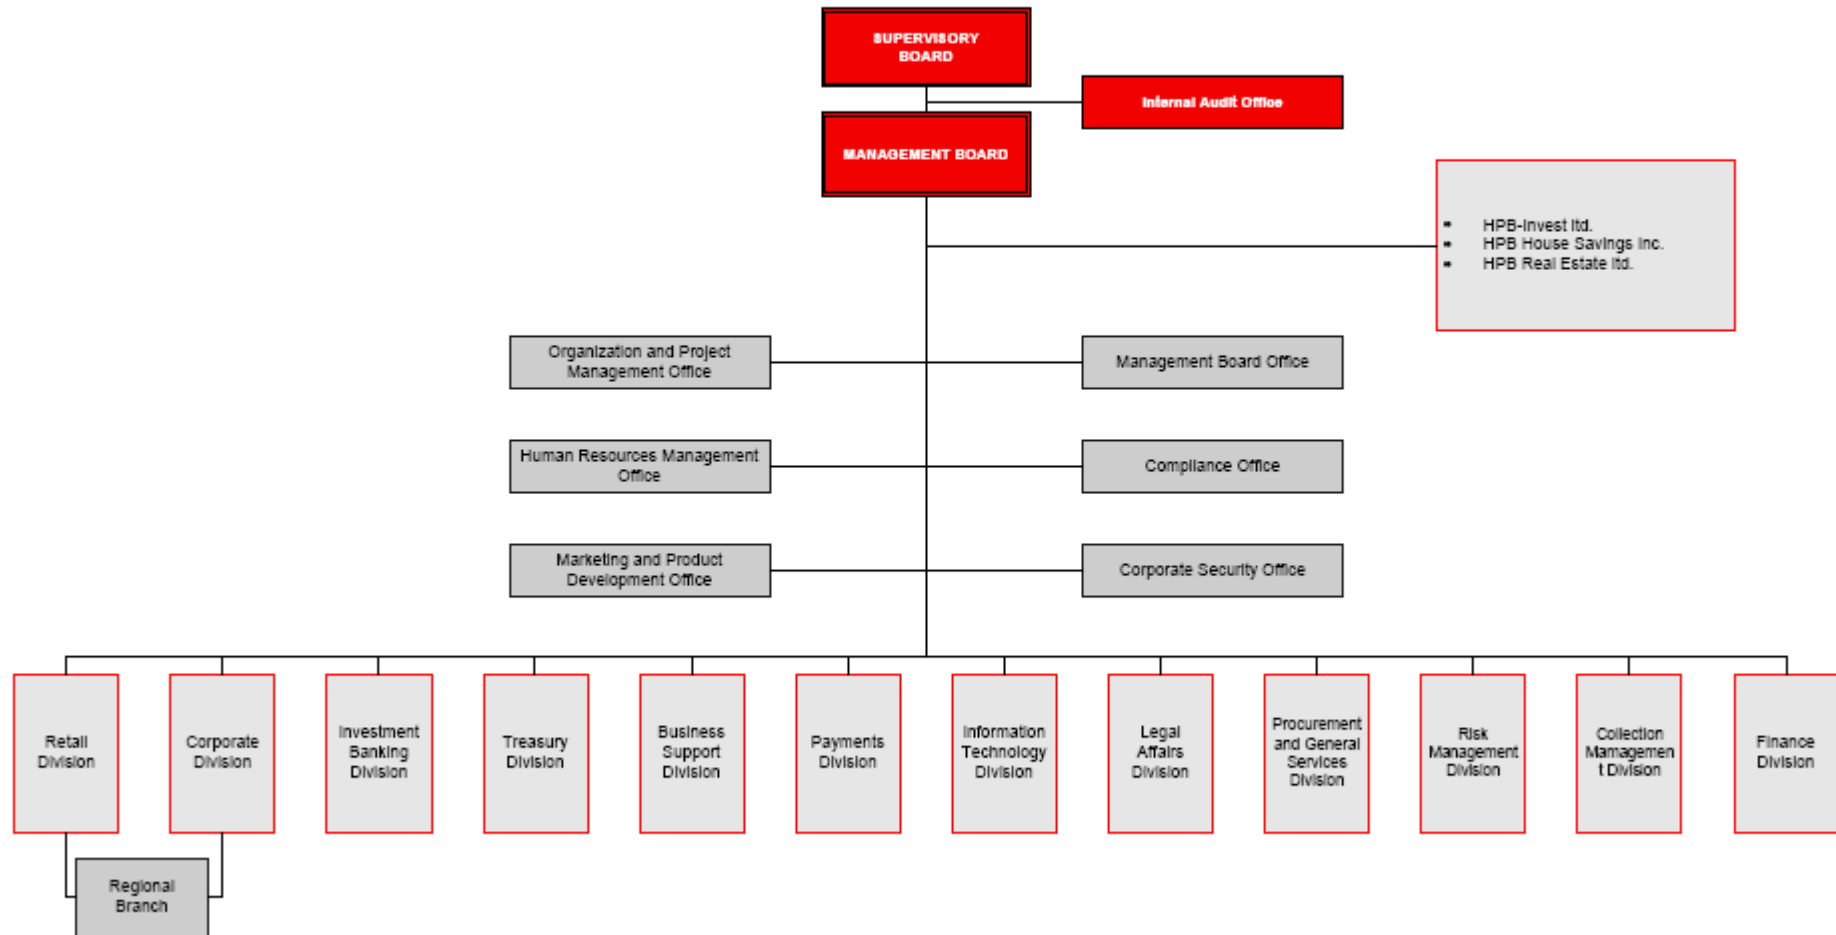 SUPERVISORY
BOARD
Internal Audit Office
MANAGEMENT BOARD
HPB-Invest ltd.
HPB House Savings Inc.
HPB Real Estate ltd.
Organization and Project
Management Office
Management Board Office
Human Resources Management
Office
Compliance Office
Marketing and Product
Development Office
Corporate Security Office
Retail
Division
Corporate
Division
Investment
Banking
Division
Treasury
Division
Business
Support
Division
Payments
Division
Information
Technology
Division
Legal
Affairs
Division
Procurement
and General
Services
Division
Risk
Management
Division
Collection
Mamagemen
t Division
Finance
Division
Regional
Branch